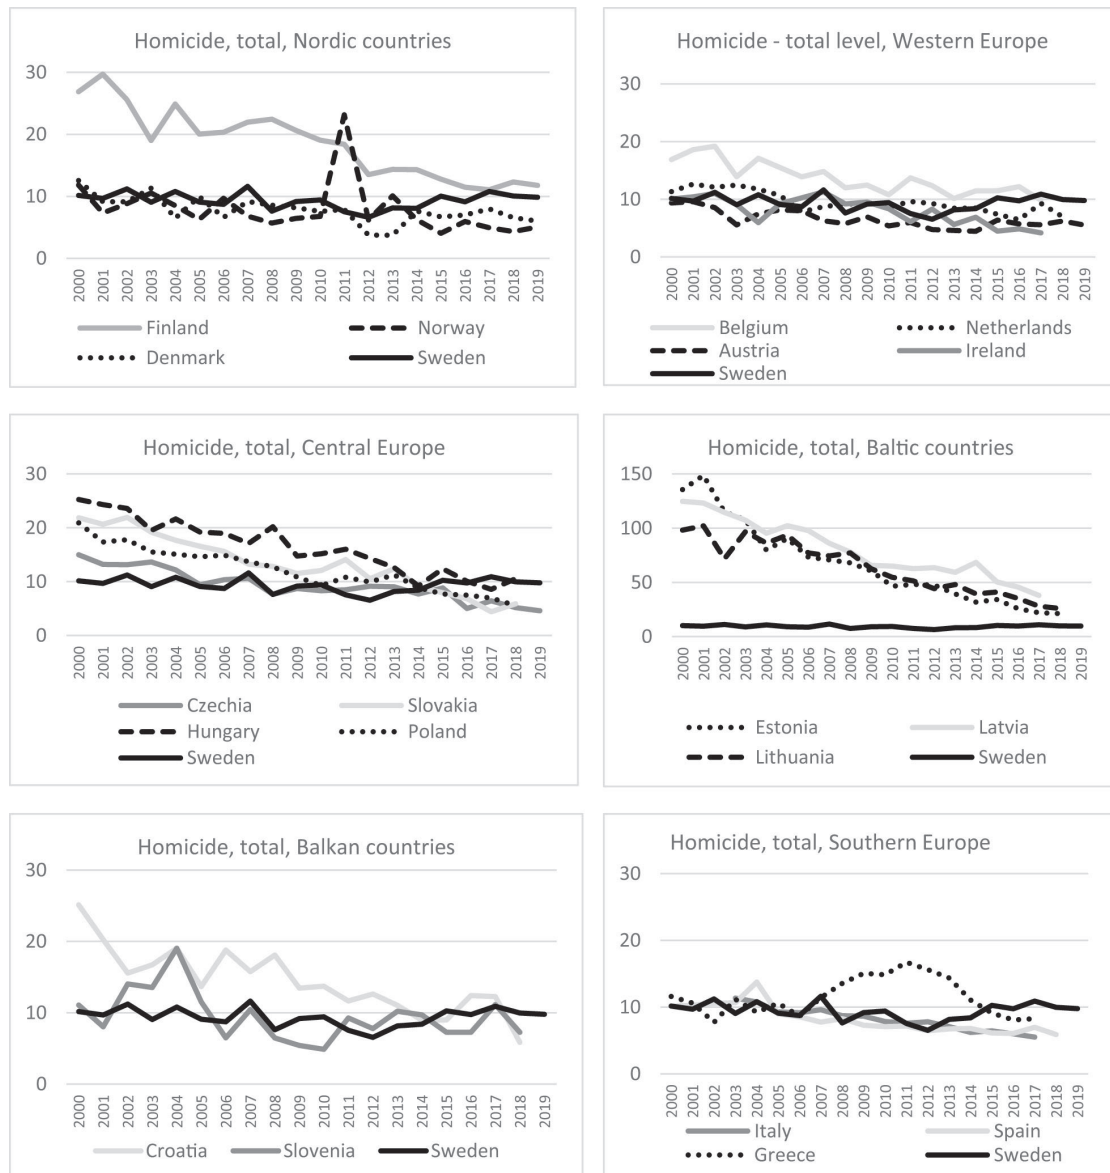 Homicide, total, Nordic countries
30
20
10
0
2000 2001 2002 2003 2004 2005 2006 2007 2008 2009 2010 2011 2012 2013 2014 2015 2016 2017 2018 2019
Finland Norway
Denmark Sweden
Homicide - total level, Western Europe
30
20
10
0
2000 2001 2002 2003 2004 2005 2006 2007 2008 2009 2010 2011 2012 2013 2014 2015 2016 2017 2018 2019
Belgium Netherlands
Austria Ireland
Sweden
Homicide, total, Central Europe
30
20
10
0
2000 2001 2002 2003 2004 2005 2006 2007 2008 2009 2010 2011 2012 2013 2014 2015 2016 2017 2018 2019
Czechia Slovakia
Hungary Poland
Sweden
Homicide, total, Baltic countries
150
100
50
0
2000 2001 2002 2003 2004 2005 2006 2007 2008 2009 2010 2011 2012 2013 2014 2015 2016 2017 2018 2019
Estonia Latvia
Lithuania Sweden
Homicide, total, Balkan countries
30
20
10
0
2000 2001 2002 2003 2004 2005 2006 2007 2008 2009 2010 2011 2012 2013 2014 2015 2016 2017 2018 2019
Croatia Slovenia Sweden
Homicide, total, Southern Europe
30
20
10
0
2000 2001 2002 2003 2004 2005 2006 2007 2008 2009 2010 2011 2012 2013 2014 2015 2016 2017 2018 2019
Italy Spain
Greece Sweden